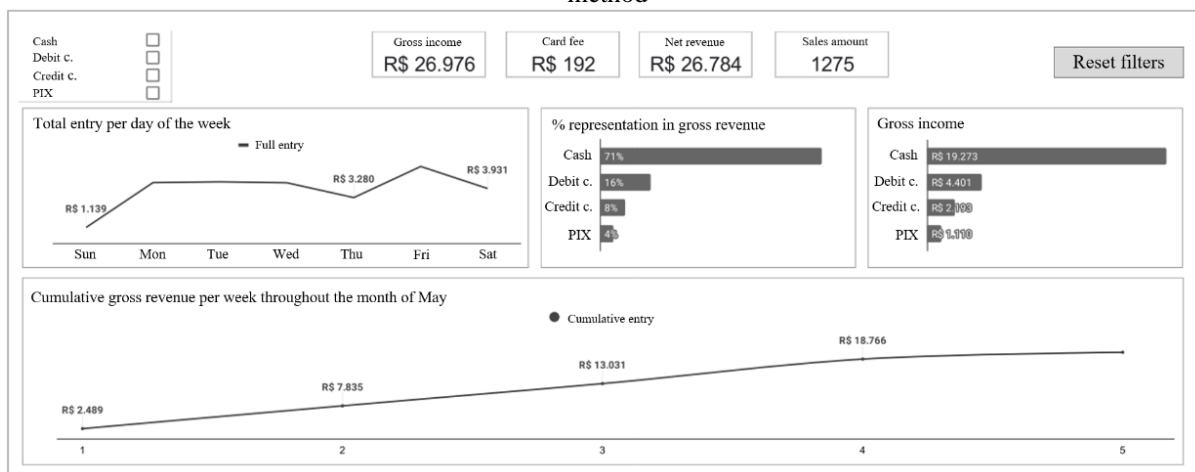 method
Cash
Debit c.
Credit c.
PIX
Gross income
R$ 26.976
Card fee
R$ 192
Net revenue
R$ 26.784
Sales amount
1275
Reset filters
Total entry per day of the week
Full entry
R$ 1.139
R$ 3.280
R$ 3.931
Sun Mon Tue Wed Thu Fri Sat
% representation in gross revenue
Cash 71%
Debit c. 16%
Credit c. 8%
PIX 4%
Gross income
Cash R$ 19.273
Debit c. R$ 4.401
Credit c. R$ 2.193
PIX R$ 1.110
Cumulative gross revenue per week throughout the month of May
Cumulative entry
R$ 2.489
R$ 7.835
R$ 13.031
R$ 18.766
1 2 3 4 5